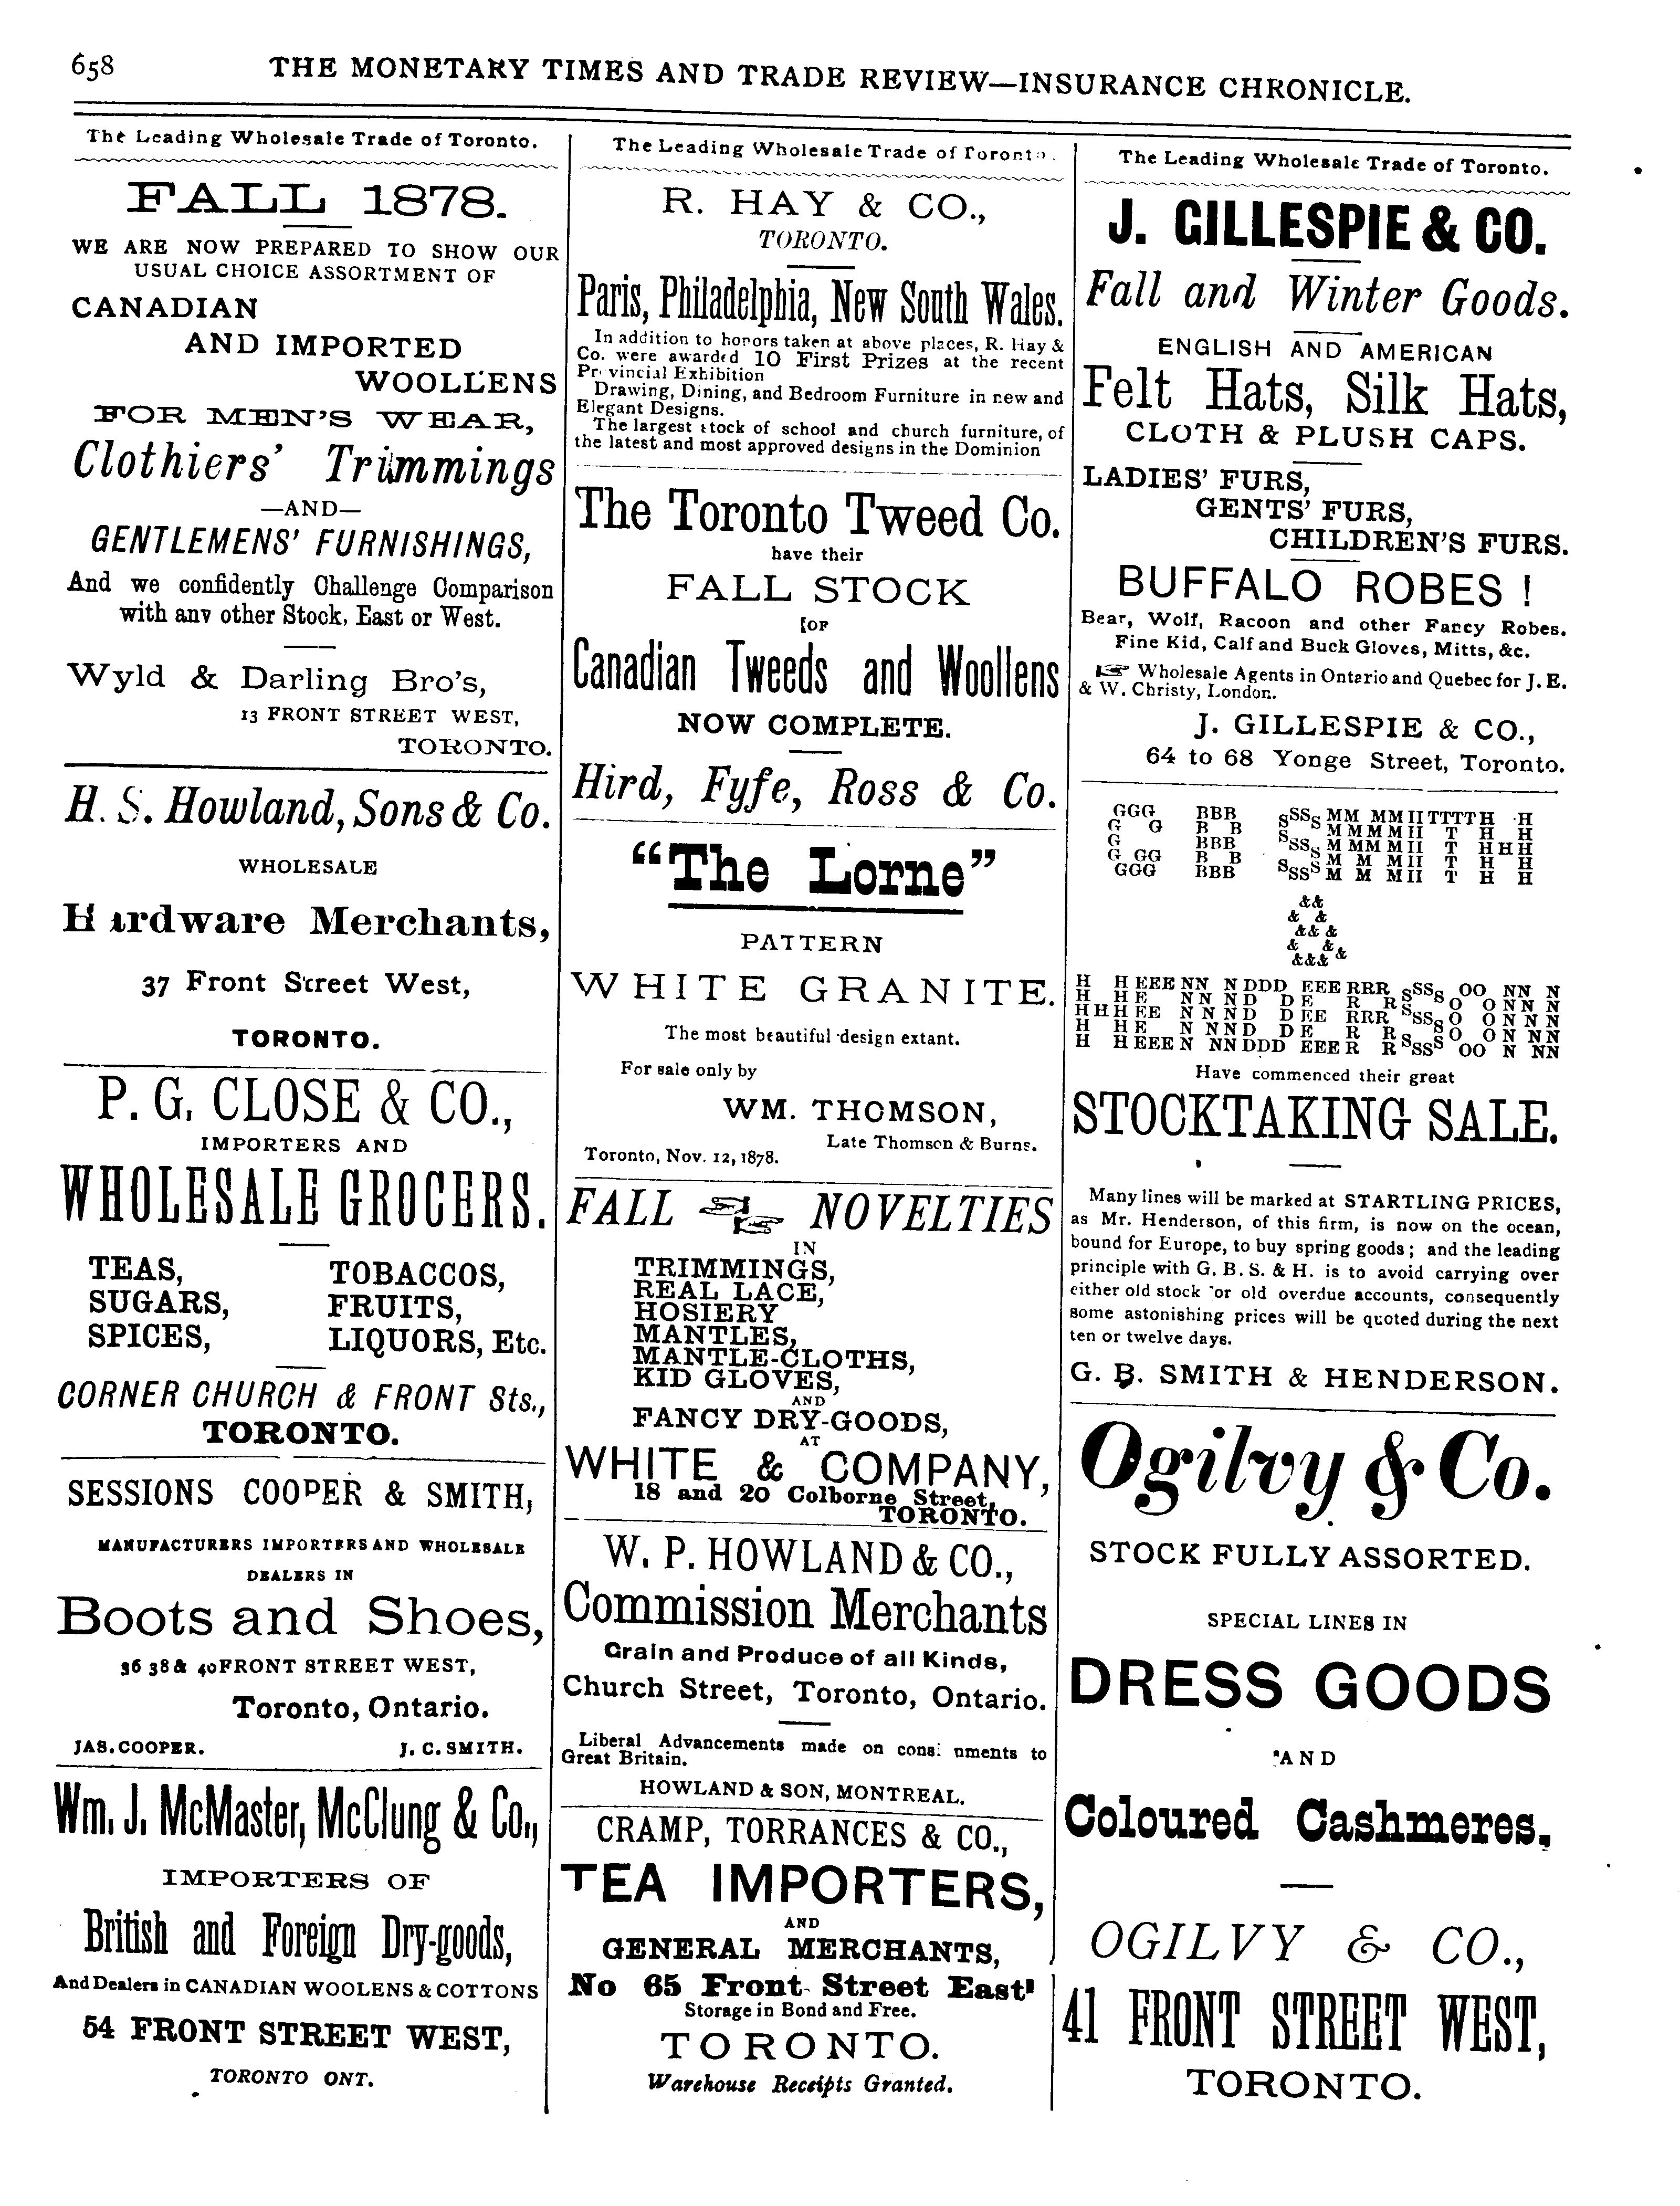 658
THE MONETARY TIMES AND TRADE REVIEW—INSURANCE CHRONICLE.
The Leading Wholesale Trade of Toronto.
FALL 1878.
WE ARE NOW PREPARED TO SHOW OUR
USUAL CHOICE ASSORTMENT OF
CANADIAN
AND IMPORTED
WOOLLENS
FOR MEN'S WEAR,
Clothiers' Trimmings
—AND—
GENTLEMENS' FURNISHINGS,
And we confidently Challenge Comparison
with any other Stock, East or West.
Wyld & Darling Bro's,
13 FRONT STREET WEST,
TORONTO.
H. S. Howland, Sons & Co.
WHOLESALE
Hardware Merchants,
37 Front Street West,
TORONTO.
P. G. CLOSE & CO.,
IMPORTERS AND
WHOLESALE GROCERS.
TEAS, TOBACCOS,
SUGARS, FRUITS,
SPICES, LIQUORS, Etc.
CORNER CHURCH & FRONT Sts.,
TORONTO.
SESSIONS COOPER & SMITH,
MANUFACTURERS IMPORTERS AND WHOLESALE
DEALERS IN
Boots and Shoes,
36 38 & 40 FRONT STREET WEST,
Toronto, Ontario.
JAS. COOPER. J. C. SMITH.
Wm. J. McMaster, McClung & Co.,
IMPORTERS OF
British and Foreign Dry-goods,
And Dealers in CANADIAN WOOLENS & COTTONS
54 FRONT STREET WEST,
TORONTO ONT.
The Leading Wholesale Trade of Toronto.
R. HAY & CO.,
TORONTO.
Paris, Philadelphia, New South Wales.
In addition to honors taken at above places, R. Hay &
Co. were awarded 10 First Prizes at the recent
Provincial Exhibition
Drawing, Dining, and Bedroom Furniture in new and
Elegant Designs.
The largest stock of school and church furniture, of
the latest and most approved designs in the Dominion
The Toronto Tweed Co.
have their
FALL STOCK
[OF
Canadian Tweeds and Woollens
NOW COMPLETE.
Hird, Fyfe, Ross & Co.
"The Lorne"
PATTERN
WHITE GRANITE.
The most beautiful design extant.
For sale only by
WM. THOMSON,
Late Thomson & Burns.
Toronto, Nov. 12, 1878.
FALL NOVELTIES
IN
TRIMMINGS,
REAL LACE,
HOSIERY
MANTLES,
MANTLE-CLOTHS,
KID GLOVES,
AND
FANCY DRY-GOODS,
AT
WHITE & COMPANY,
18 and 20 Colborne Street,
TORONTO.
W. P. HOWLAND & CO.,
Commission Merchants
Grain and Produce of all Kinds,
Church Street, Toronto, Ontario.
Liberal Advancements made on consi nments to
Great Britain.
HOWLAND & SON, MONTREAL.
CRAMP, TORRANCES & CO.,
TEA IMPORTERS,
AND
GENERAL MERCHANTS,
No 65 Front Street East'
Storage in Bond and Free.
TORONTO.
Warehouse Receipts Granted.
The Leading Wholesale Trade of Toronto.
J. GILLESPIE & CO.
Fall and Winter Goods.
ENGLISH AND AMERICAN
Felt Hats, Silk Hats,
CLOTH & PLUSH CAPS.
LADIES' FURS,
GENTS' FURS,
CHILDREN'S FURS.
BUFFALO ROBES !
Bear, Wolf, Racoon and other Fancy Robes.
Fine Kid, Calf and Buck Gloves, Mitts, &c.
☞ Wholesale Agents in Ontario and Quebec for J. E.
& W. Christy, London.
J. GILLESPIE & CO.,
64 to 68 Yonge Street, Toronto.
G B SMITH
&
HENDERSON
Have commenced their great
STOCKTAKING SALE.
Many lines will be marked at STARTLING PRICES,
as Mr. Henderson, of this firm, is now on the ocean,
bound for Europe, to buy spring goods; and the leading
principle with G. B. S. & H. is to avoid carrying over
either old stock or old overdue accounts, consequently
some astonishing prices will be quoted during the next
ten or twelve days.
G. B. SMITH & HENDERSON.
Ogilvy & Co.
STOCK FULLY ASSORTED.
SPECIAL LINES IN
DRESS GOODS
AND
Coloured Cashmeres,
OGILVY & CO.,
41 FRONT STREET WEST,
TORONTO.